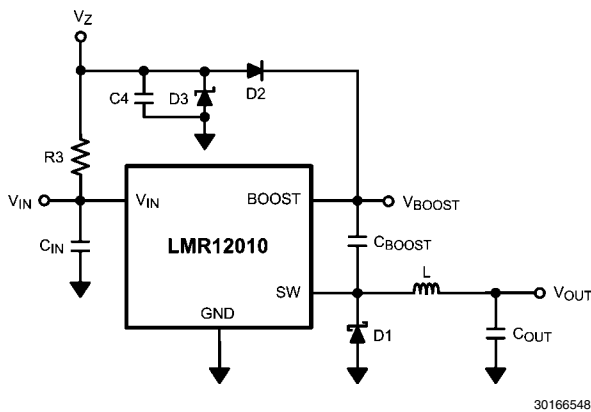 VZ
C4
D3
D2
R3
VIN
VIN
BOOST
VBOOST
CIN
LMR12010
CBOOST
SW
L
VOUT
GND
D1
COUT
30166548